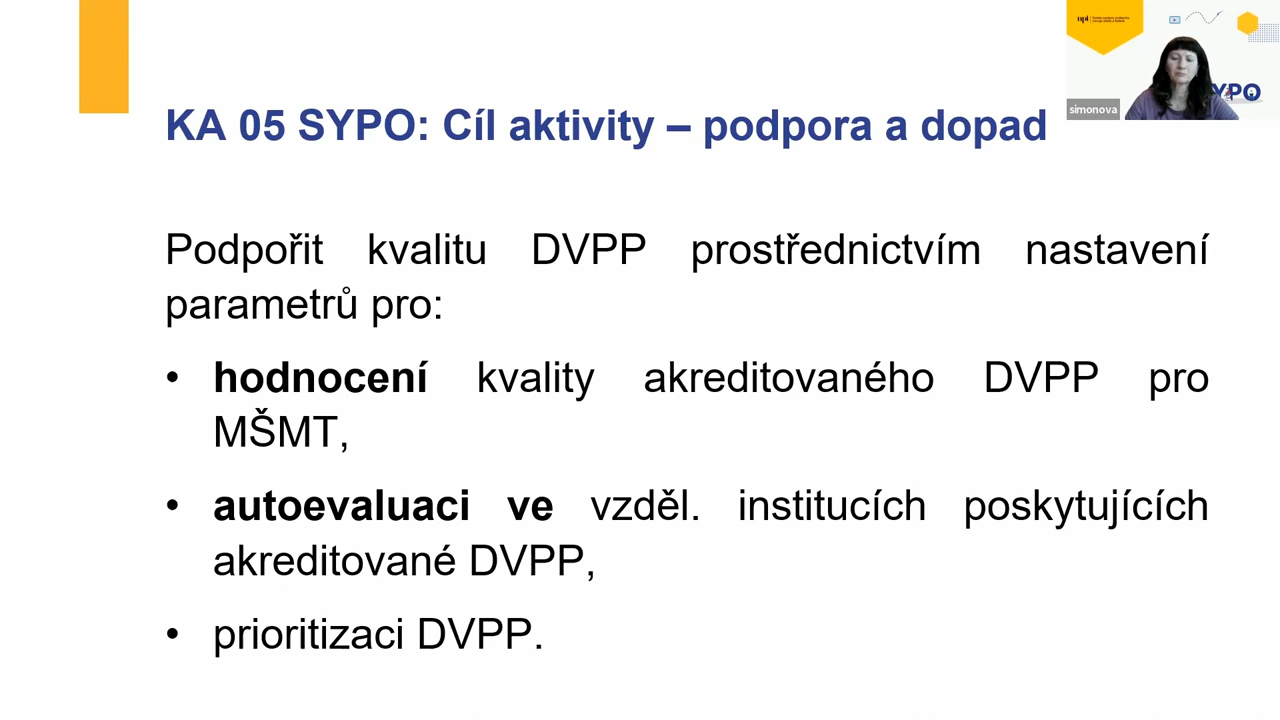 KA 05 SYPO: Cíl aktivity – podpora a dopad
simonova
YPO
Podpořit kvalitu DVPP prostřednictvím nastavení
parametrů pro:
• hodnocení kvality akreditovaného DVPP pro
MŠMT,
• autoevaluaci ve vzděl. institucích poskytujících
akreditované DVPP,
• prioritizaci DVPP.